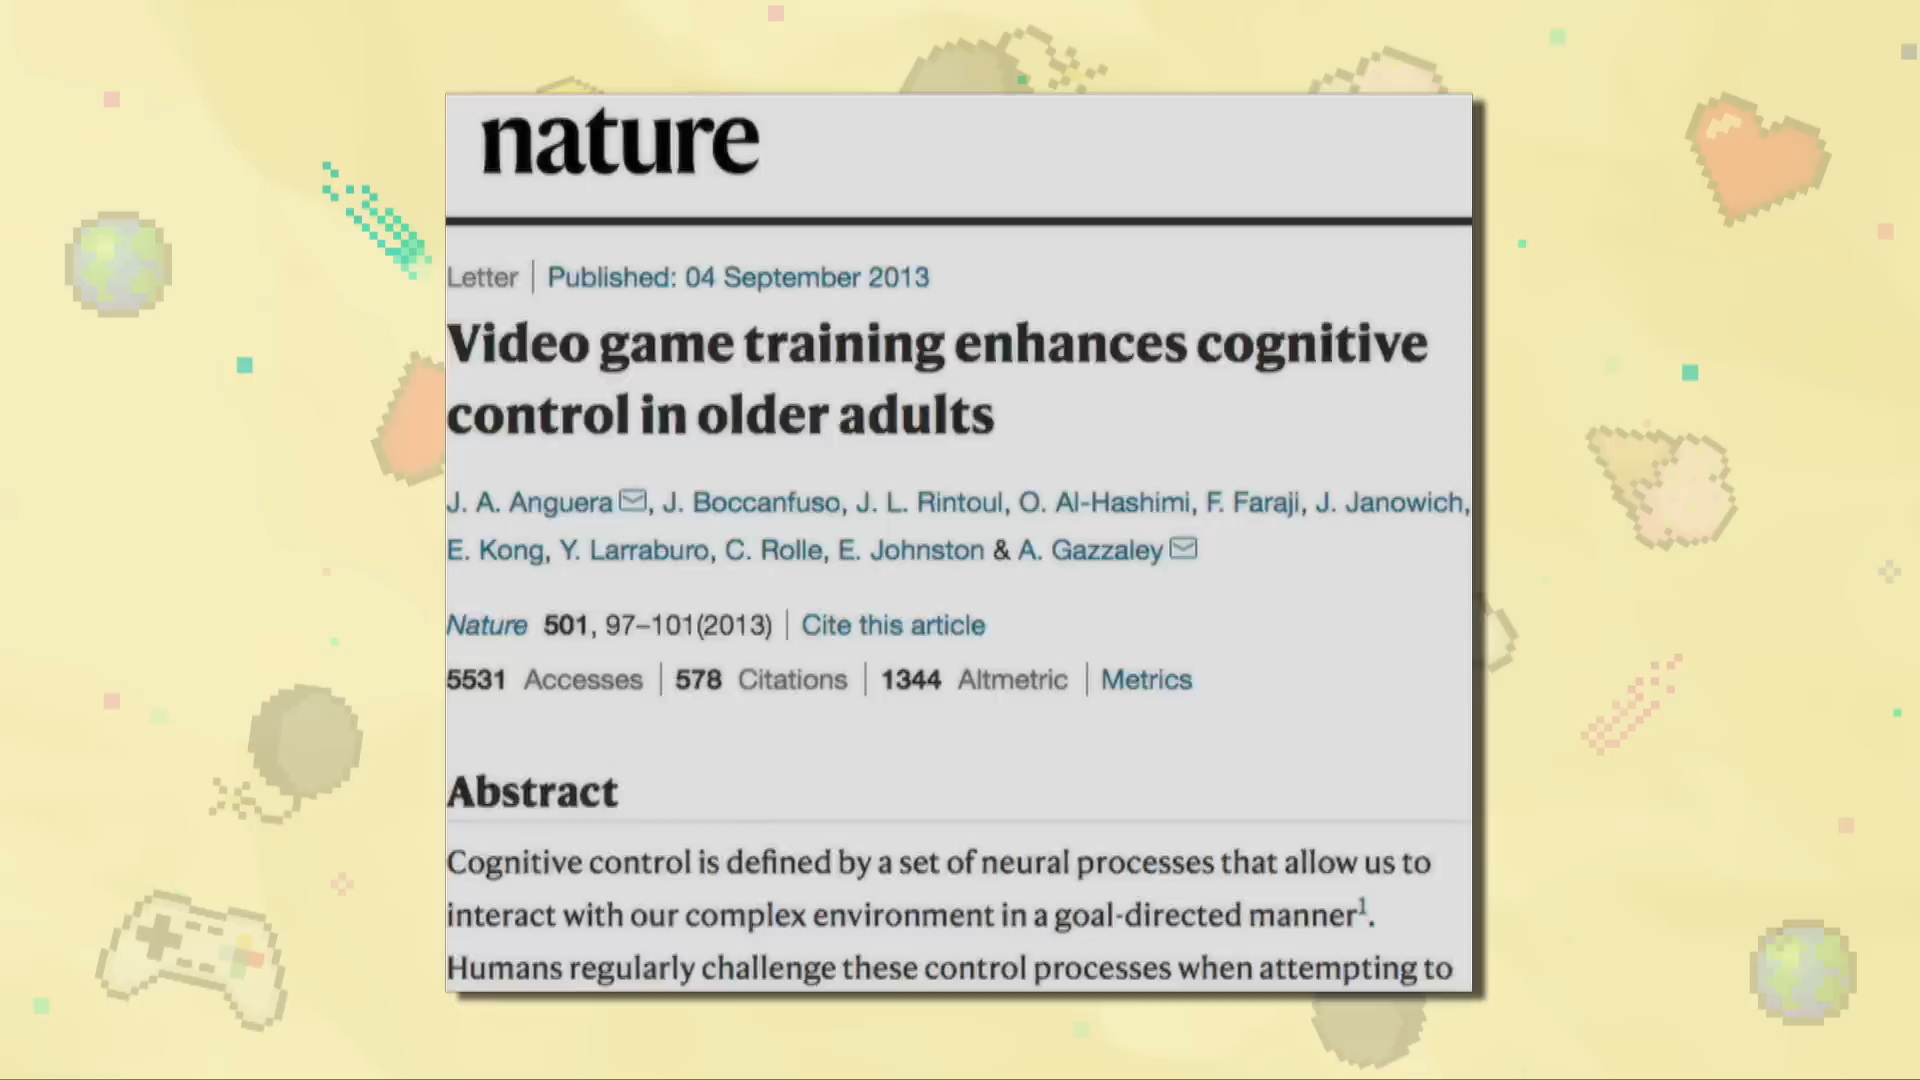 nature
Letter | Published: 04 September 2013
Video game training enhances cognitive
control in older adults
J. A. Anguera, J. Boccanfuso, J. L. Rintoul, O. Al-Hashimi, F. Faraji, J. Janowich,
E. Kong, Y. Larraburo, C. Rolle, E. Johnston & A. Gazzaley
Nature 501, 97–101(2013) | Cite this article
5531 Accesses | 578 Citations | 1344 Altmetric | Metrics
Abstract
Cognitive control is defined by a set of neural processes that allow us to
interact with our complex environment in a goal-directed manner1.
Humans regularly challenge these control processes when attempting to